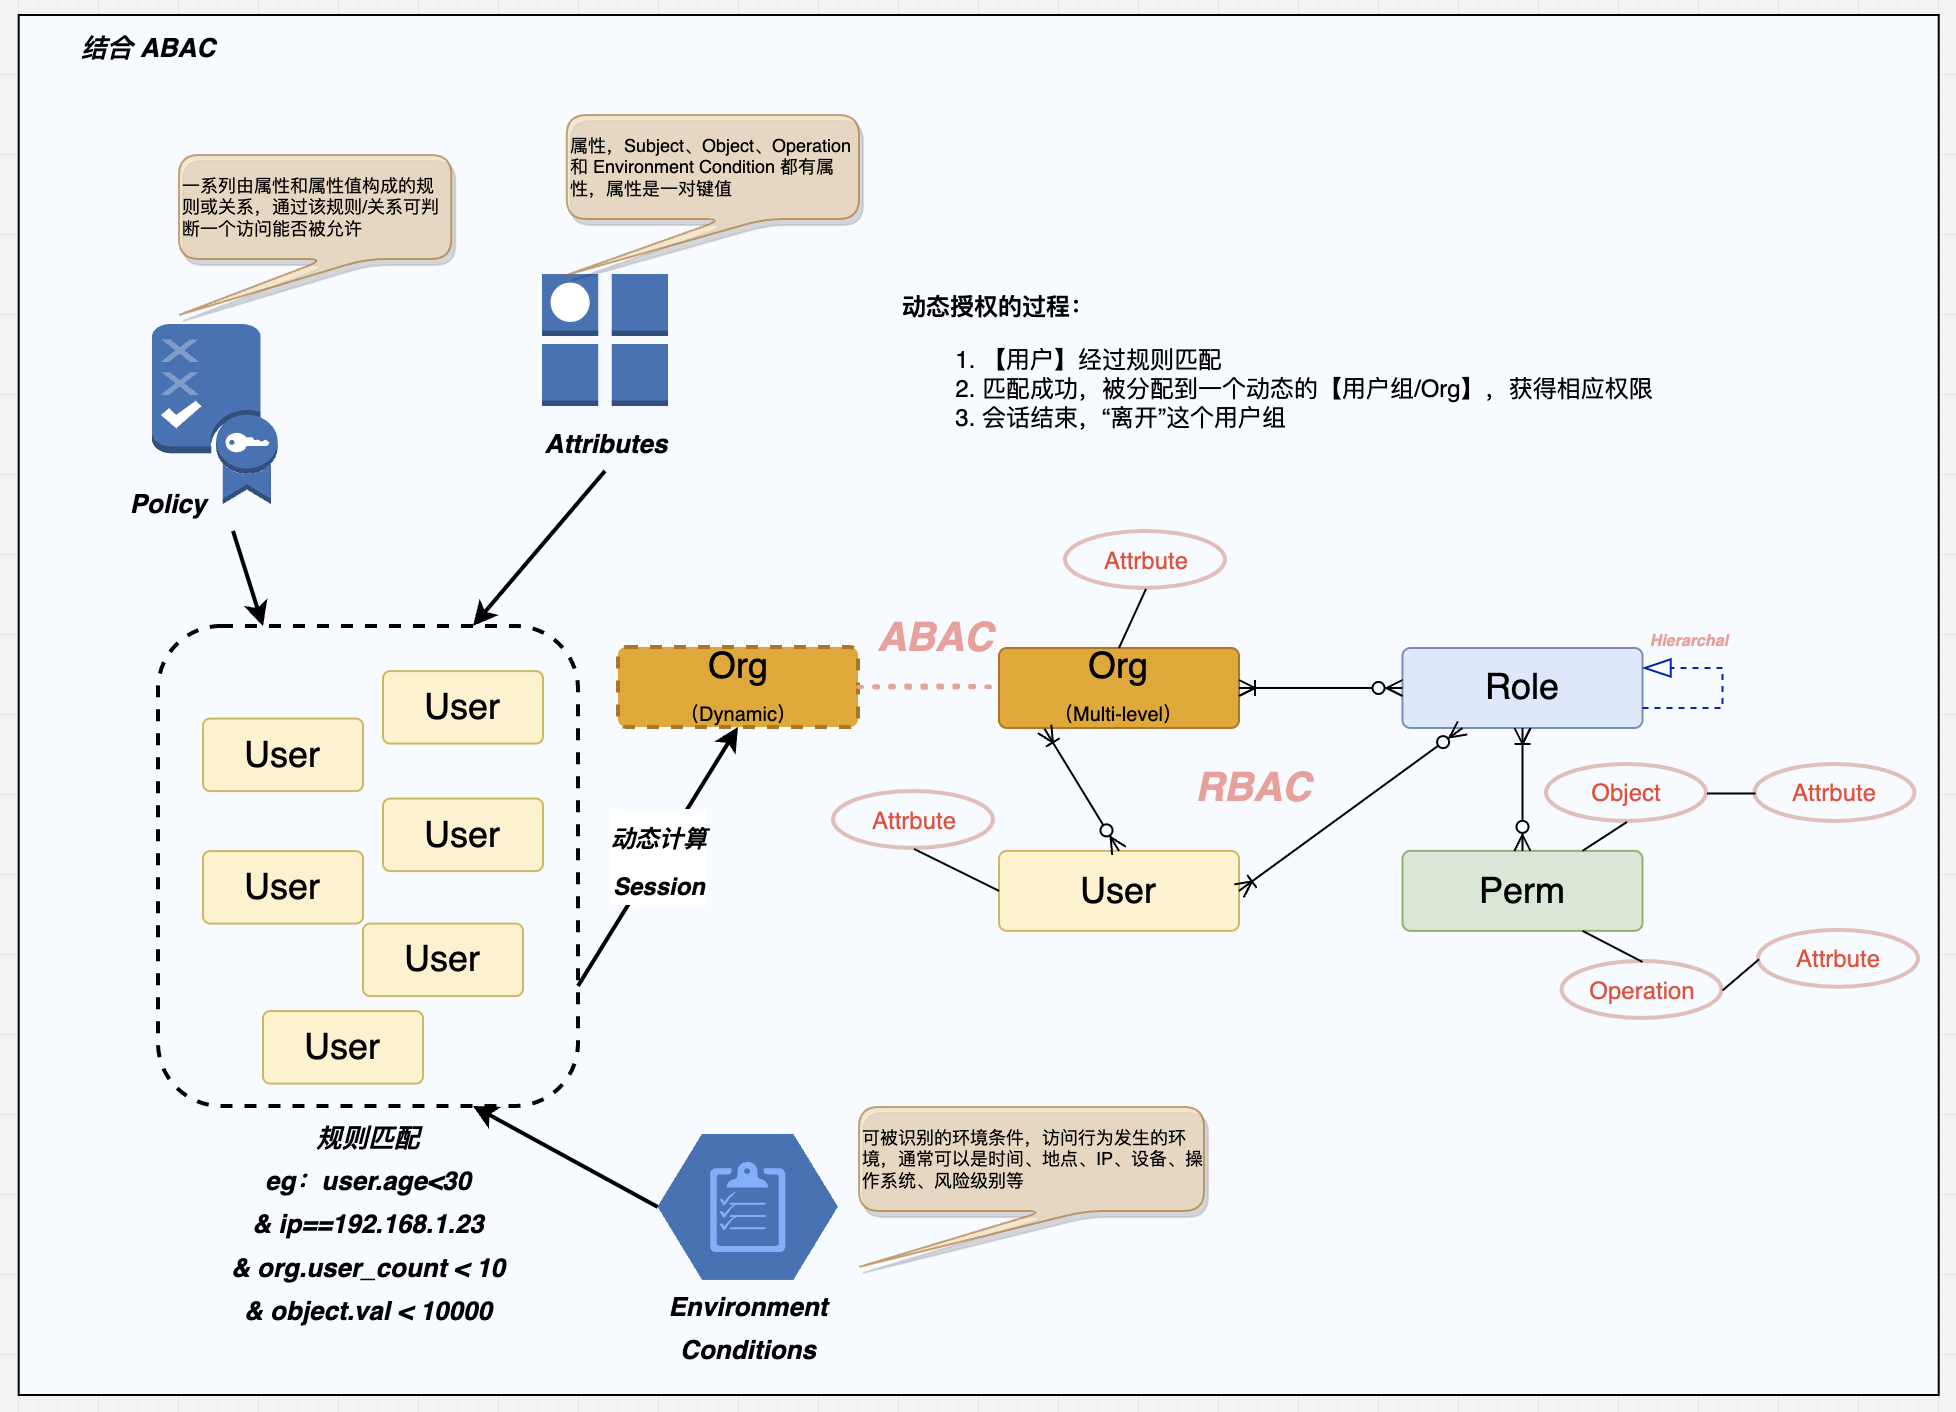 结合 ABAC
一系列由属性和属性值构成的规
则或关系，通过该规则/关系可判
断一个访问能否被允许
属性，Subject、Object、Operation
和 Environment Condition 都有属
性，属性是一对键值
Policy
Attributes
动态授权的过程：
1. 【用户】经过规则匹配
2. 匹配成功，被分配到一个动态的【用户组/Org】，获得相应权限
3. 会话结束，“离开”这个用户组
User
User
User
User
User
User
规则匹配
eg：user.age<30
& ip==192.168.1.23
& org.user_count < 10
& object.val < 10000
动态计算
Session
Org
（Dynamic）
ABAC
Attrbute
Org
（Multi-level）
Role
Hierarchal
RBAC
Attrbute
User
Perm
Object
Attrbute
Operation
Attrbute
可被识别的环境条件，访问行为发生的环
境，通常可以是时间、地点、IP、设备、操
作系统、风险级别等
Environment
Conditions